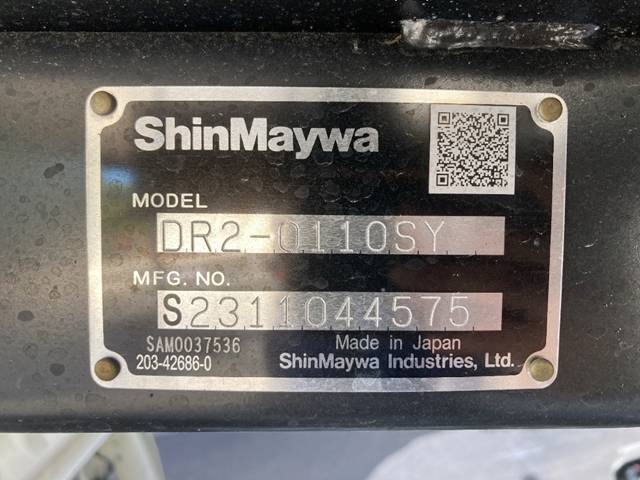 ShinMaywa
MODEL
DR2-0110SY
MFG. NO.
S2311044575
SAM0037536
Made in Japan
203-42686-0
ShinMaywa Industries, Ltd.